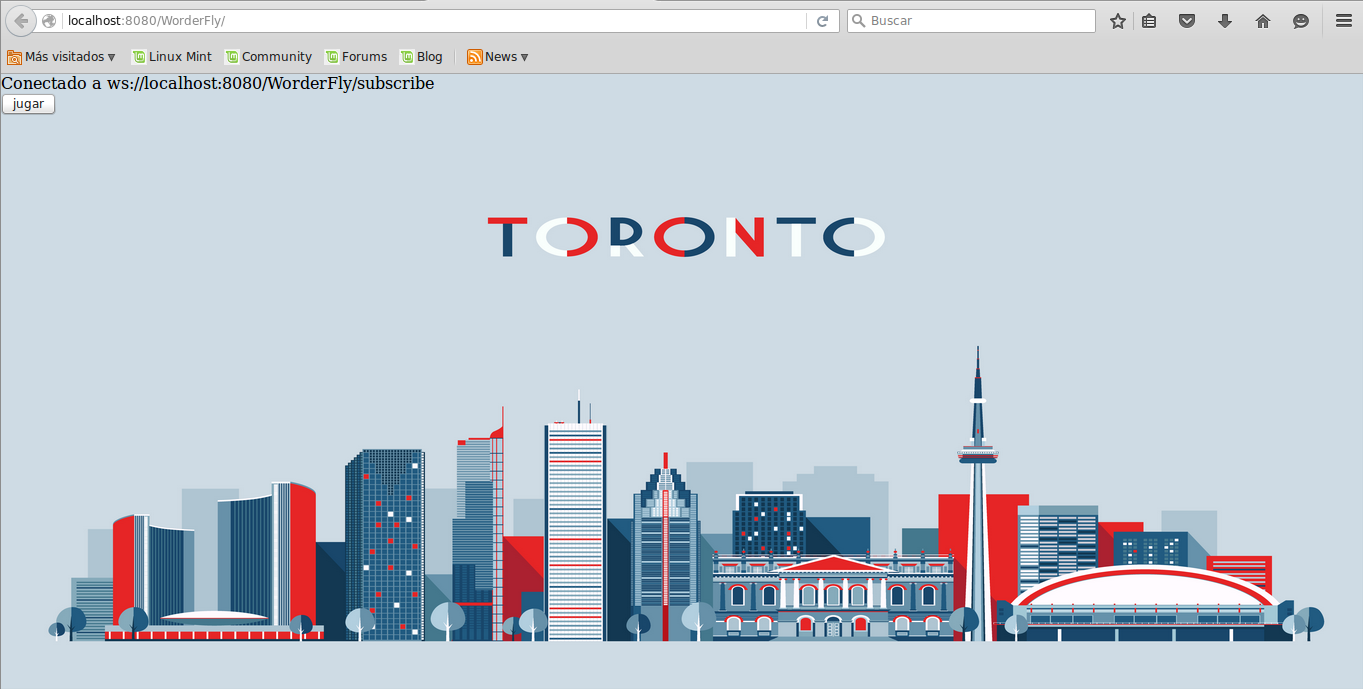 localhost:8080/WorderFly/
Buscar
Más visitados Linux Mint Community Forums Blog News
Conectado a ws://localhost:8080/WorderFly/subscribe
jugar
TORONTO